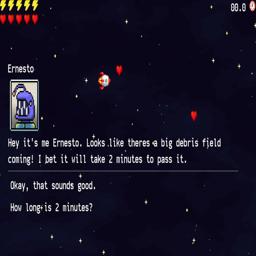 00.0
Ernesto
Hey it's me Ernesto. Looks like theres a big debris field
coming! I bet it will take 2 minutes to pass it.
Okay, that sounds good.
How long is 2 minutes?